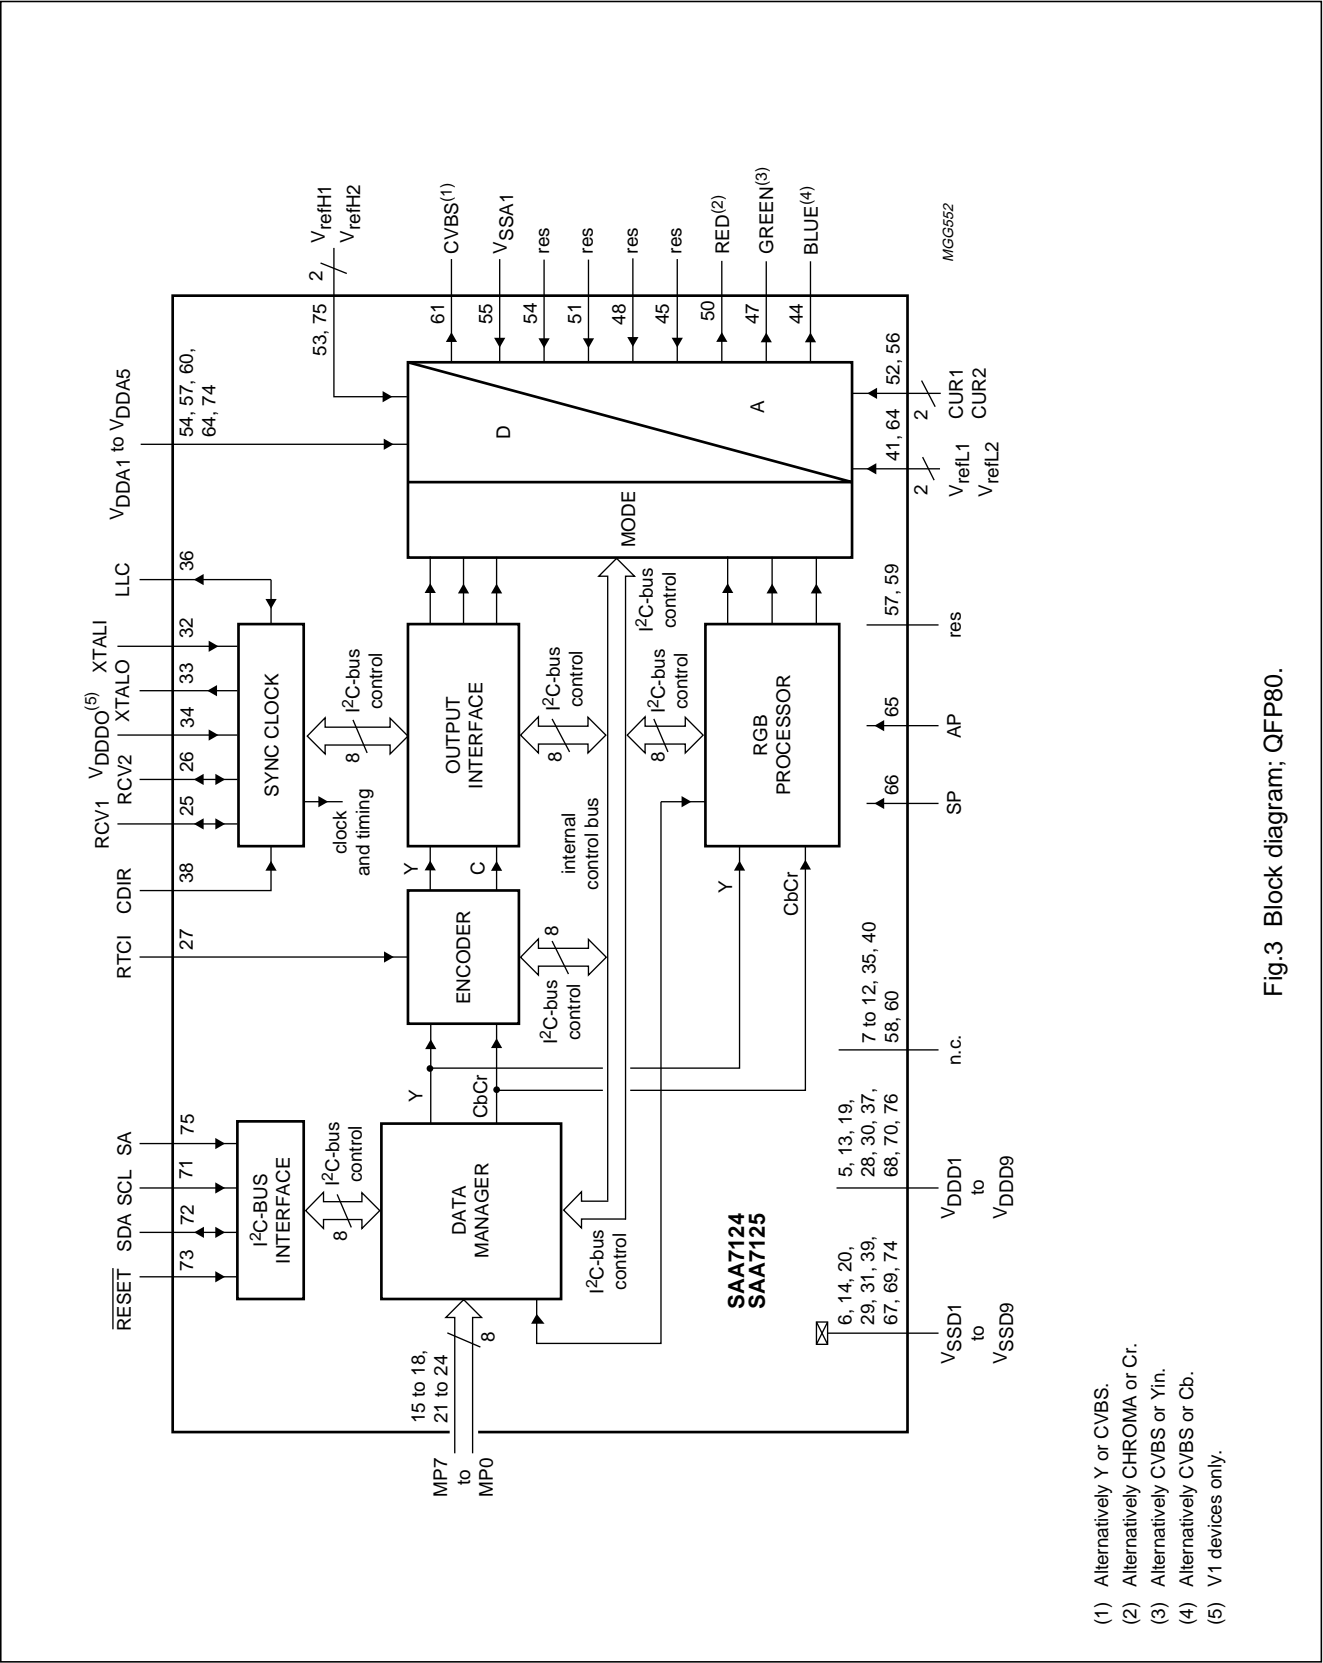 RESET
SDA
SCL
SA
RTCI
CDIR
RCV1
RCV2
VDDDO(5)
XTALO
XTALI
LLC
VDDA1 to VDDA5
VrefH1
VrefH2
2
73
72
71
75
27
38
25
26
34
33
32
36
54, 57, 60,
64, 74
53, 75
I2C-BUS
INTERFACE
SYNC CLOCK
8
I2C-bus
control
clock
and timing
8
I2C-bus
control
MP7
to
MP0
15 to 18,
21 to 24
8
DATA
MANAGER
Y
CbCr
ENCODER
Y
C
OUTPUT
INTERFACE
MODE
D
A
61
CVBS(1)
55
VSSA1
54
res
51
res
48
res
45
res
50
RED(2)
47
GREEN(3)
44
BLUE(4)
I2C-bus
control
8
I2C-bus
control
8
I2C-bus
control
internal
control bus
8
I2C-bus
control
I2C-bus
control
Y
CbCr
RGB
PROCESSOR
SAA7124
SAA7125
6, 14, 20,
29, 31, 39,
67, 69, 74
5, 13, 19,
28, 30, 37,
68, 70, 76
7 to 12, 35, 40
58, 60
66
65
57, 59
41, 64
52, 56
2
2
VSSD1
to
VSSD9
VDDD1
to
VDDD9
n.c.
SP
AP
res
VrefL1
VrefL2
CUR1
CUR2
MGG552
(1) Alternatively Y or CVBS.
(2) Alternatively CHROMA or Cr.
(3) Alternatively CVBS or Yin.
(4) Alternatively CVBS or Cb.
(5) V1 devices only.
Fig.3 Block diagram; QFP80.